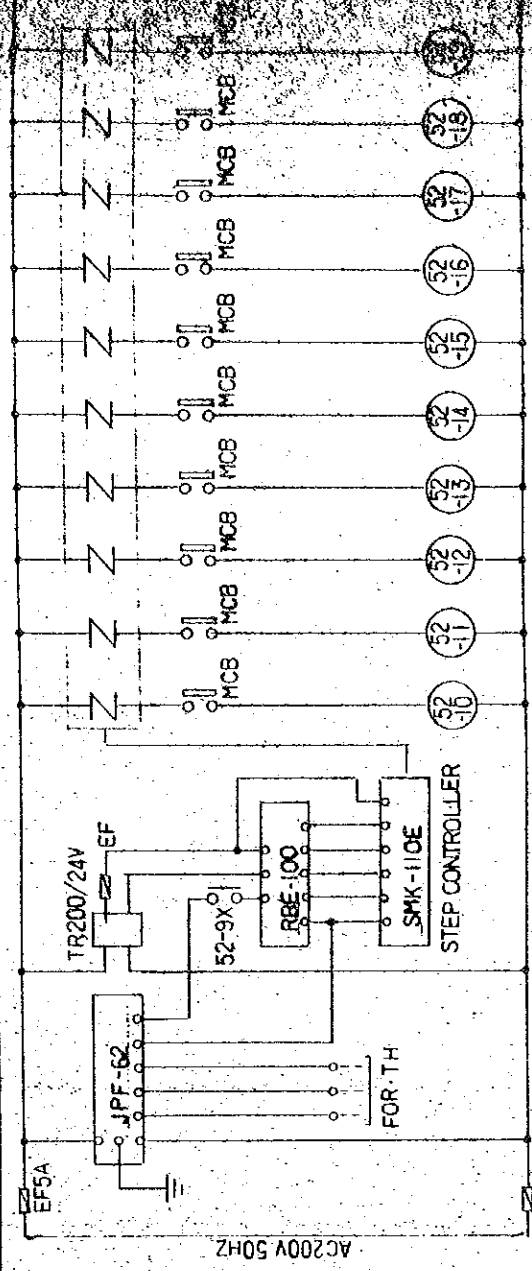 MCB
MCB
MCB
MCB
MCB
MCB
MCB
MCB
MCB
52
-18
52
-17
52
-16
52
-15
52
-14
52
-13
52
-12
52
-11
52
-10
TR200/24V
EF
52-9X
RBE-100
SMK-110E
STEP CONTROLLER
JPF-62
FOR·TH
EF5A
AC200V 50HZ